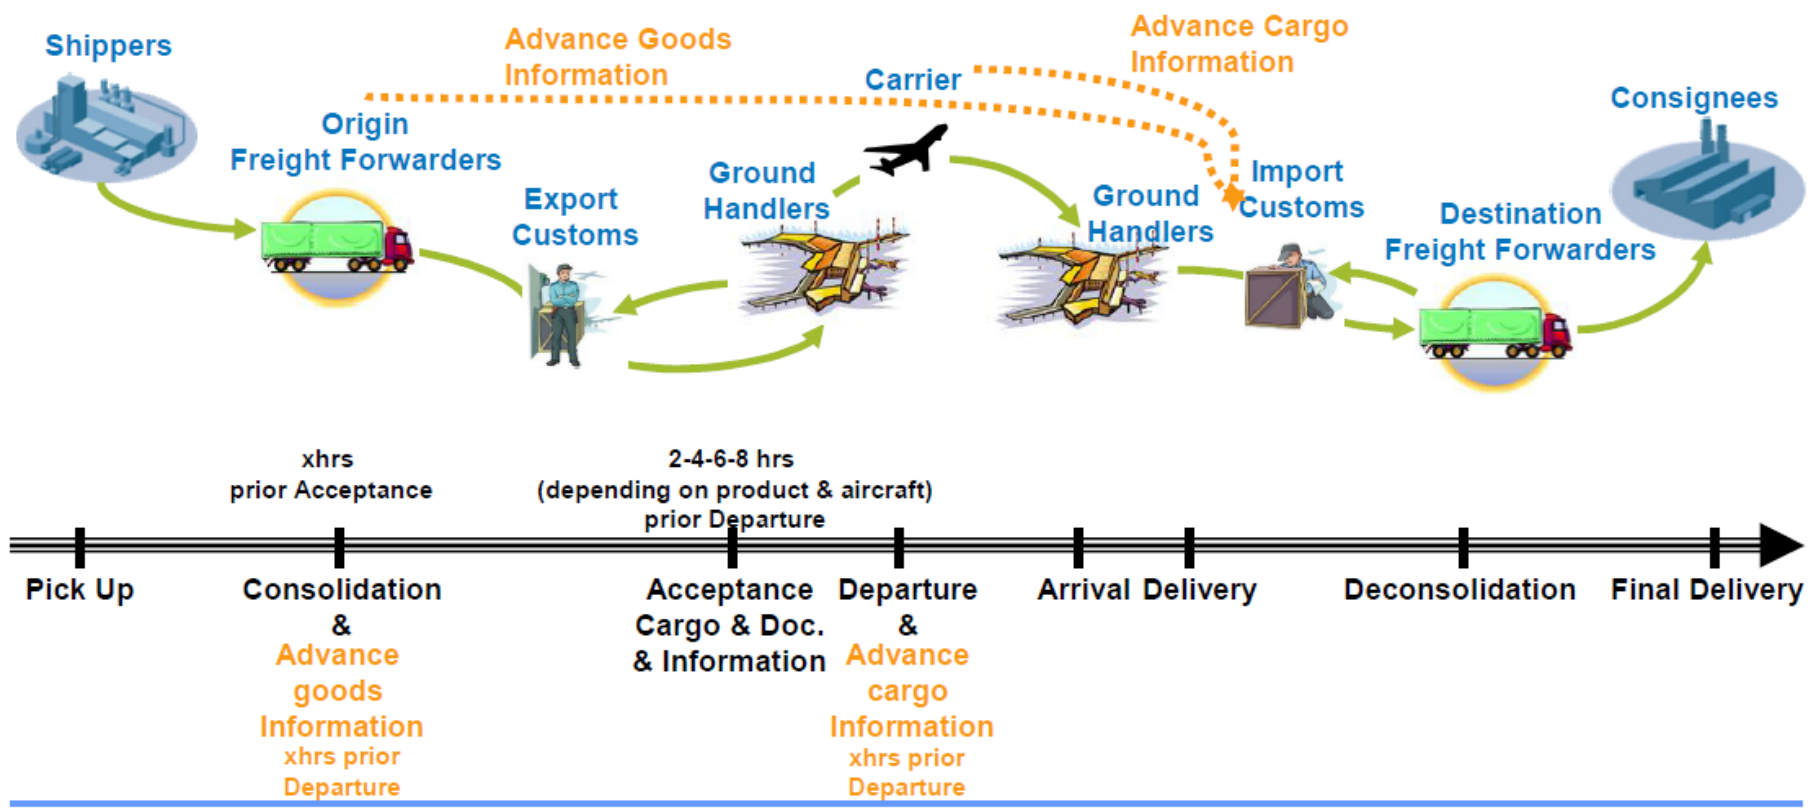 Shippers
Advance Goods
Information
Advance Cargo
Information
Carrier
Consignees
Origin
Freight Forwarders
Export
Customs
Ground
Handlers
Ground
Handlers
Import
Customs
Destination
Freight Forwarders
xhrs
prior Acceptance
2-4-6-8 hrs
(depending on product & aircraft)
prior Departure
Pick Up
Consolidation
&
Advance
goods
Information
xhrs prior
Departure
Acceptance
Cargo & Doc.
& Information
Departure
&
Advance
cargo
Information
xhrs prior
Departure
Arrival
Delivery
Deconsolidation
Final Delivery